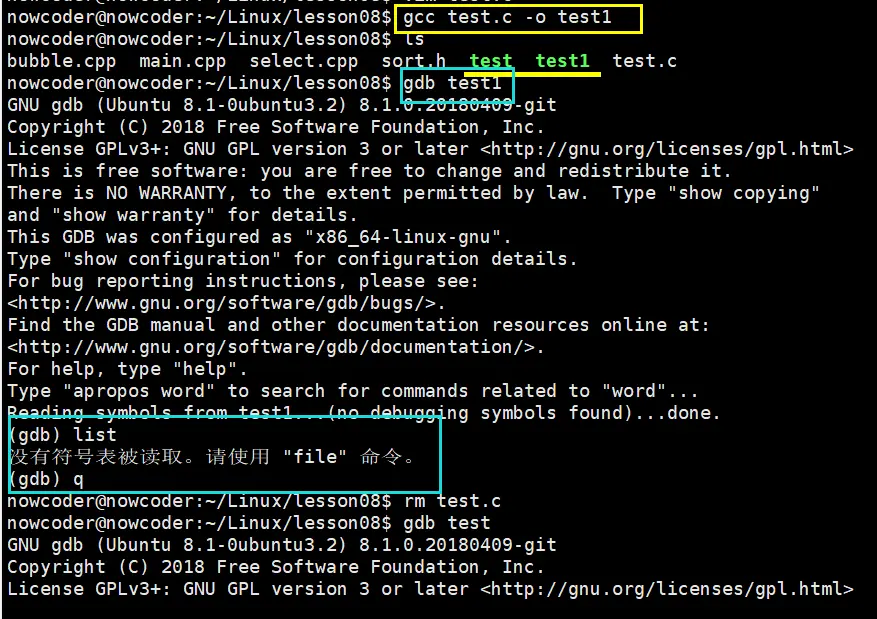 nowcoder@nowcoder:~/Linux/lesson08$ gcc test.c -o test1
nowcoder@nowcoder:~/Linux/lesson08$ ls
bubble.cpp  main.cpp  select.cpp  sort.h  test  test1  test.c
nowcoder@nowcoder:~/Linux/lesson08$ gdb test1
GNU gdb (Ubuntu 8.1-0ubuntu3.2) 8.1.0.20180409-git
Copyright (C) 2018 Free Software Foundation, Inc.
License GPLv3+: GNU GPL version 3 or later <http://gnu.org/licenses/gpl.html>
This is free software: you are free to change and redistribute it.
There is NO WARRANTY, to the extent permitted by law.  Type "show copying"
and "show warranty" for details.
This GDB was configured as "x86_64-linux-gnu".
Type "show configuration" for configuration details.
For bug reporting instructions, please see:
<http://www.gnu.org/software/gdb/bugs/>.
Find the GDB manual and other documentation resources online at:
<http://www.gnu.org/software/gdb/documentation/>.
For help, type "help".
Type "apropos word" to search for commands related to "word"...
Reading symbols from test1...(no debugging symbols found)...done.
(gdb) list
没有符号表被读取。请使用 "file" 命令。
(gdb) q
nowcoder@nowcoder:~/Linux/lesson08$ rm test.c
nowcoder@nowcoder:~/Linux/lesson08$ gdb test
GNU gdb (Ubuntu 8.1-0ubuntu3.2) 8.1.0.20180409-git
Copyright (C) 2018 Free Software Foundation, Inc.
License GPLv3+: GNU GPL version 3 or later <http://gnu.org/licenses/gpl.html>